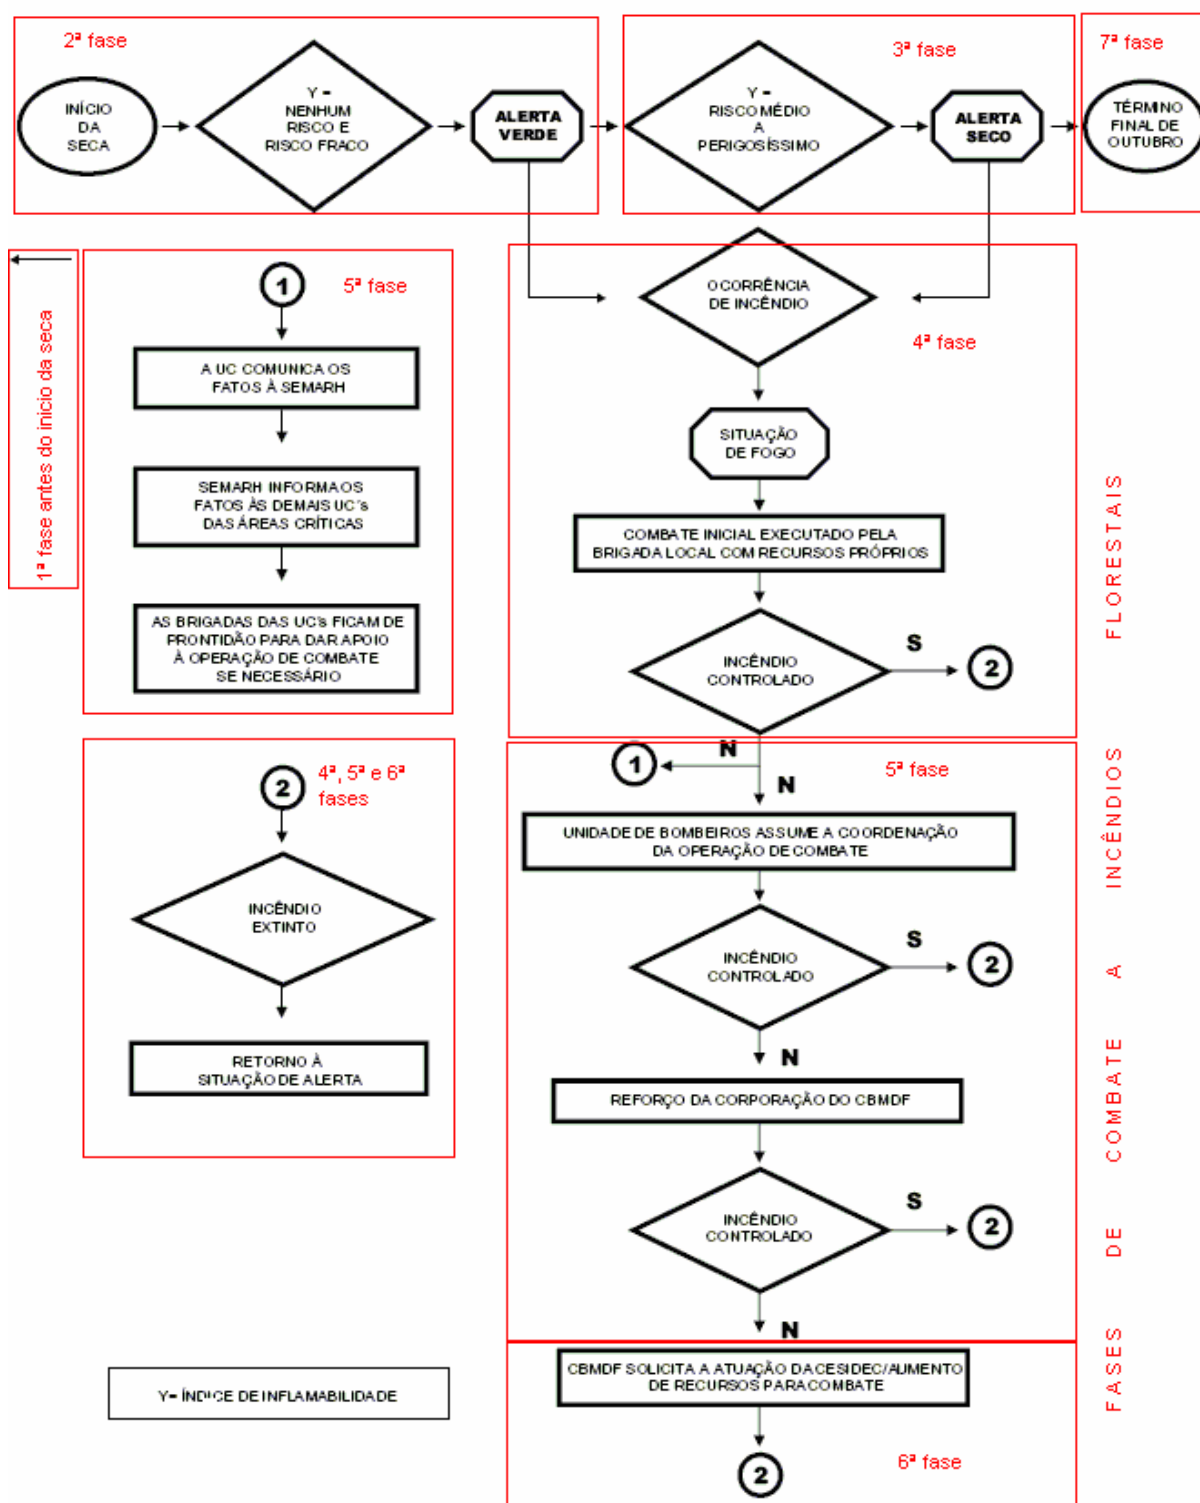 2ª fase
INÍCIO
DA
SECA
Y =
NENHUM
RISCO E
RISCO FRACO
ALERTA
VERDE
3ª fase
Y =
RISCO MÉDIO
A
PERIGOSÍSSIMO
ALERTA
SECO
7ª fase
TÉRMINO
FINAL DE
OUTUBRO
1ª fase antes do inicio da seca
1
5ª fase
A UC COMUNICA OS
FATOS À SEMARH
SEMARH INFORMA OS
FATOS ÀS DEMAIS UC's
DAS ÁREAS CRÍTICAS
AS BRIGADAS DAS UC's FICAM DE
PRONTIDÃO PARA DAR APOIO
À OPERAÇÃO DE COMBATE
SE NECESSÁRIO
2
4ª, 5ª e 6ª
fases
INCÊNDIO
EXTINTO
RETORNO À
SITUAÇÃO DE ALERTA
Y= ÍNDICE DE INFLAMABILIDADE
OCORRÊNCIA
DE INCÊNDIO
4ª fase
SITUAÇÃO
DE FOGO
COMBATE INICIAL EXECUTADO PELA
BRIGADA LOCAL COM RECURSOS PRÓPRIOS
INCÊNDIO
CONTROLADO
S
2
N
1
N
5ª fase
UNIDADE DE BOMBEIROS ASSUME A COORDENAÇÃO
DA OPERAÇÃO DE COMBATE
INCÊNDIO
CONTROLADO
S
2
N
REFORÇO DA CORPORAÇÃO DO CBMDF
INCÊNDIO
CONTROLADO
S
2
N
CBMDF SOLICITA A ATUAÇÃO DA CESIDEC/AUMENTO
DE RECURSOS PARA COMBATE
2
6ª fase
FASES DE COMBATE A INCÊNDIOS FLORESTAIS